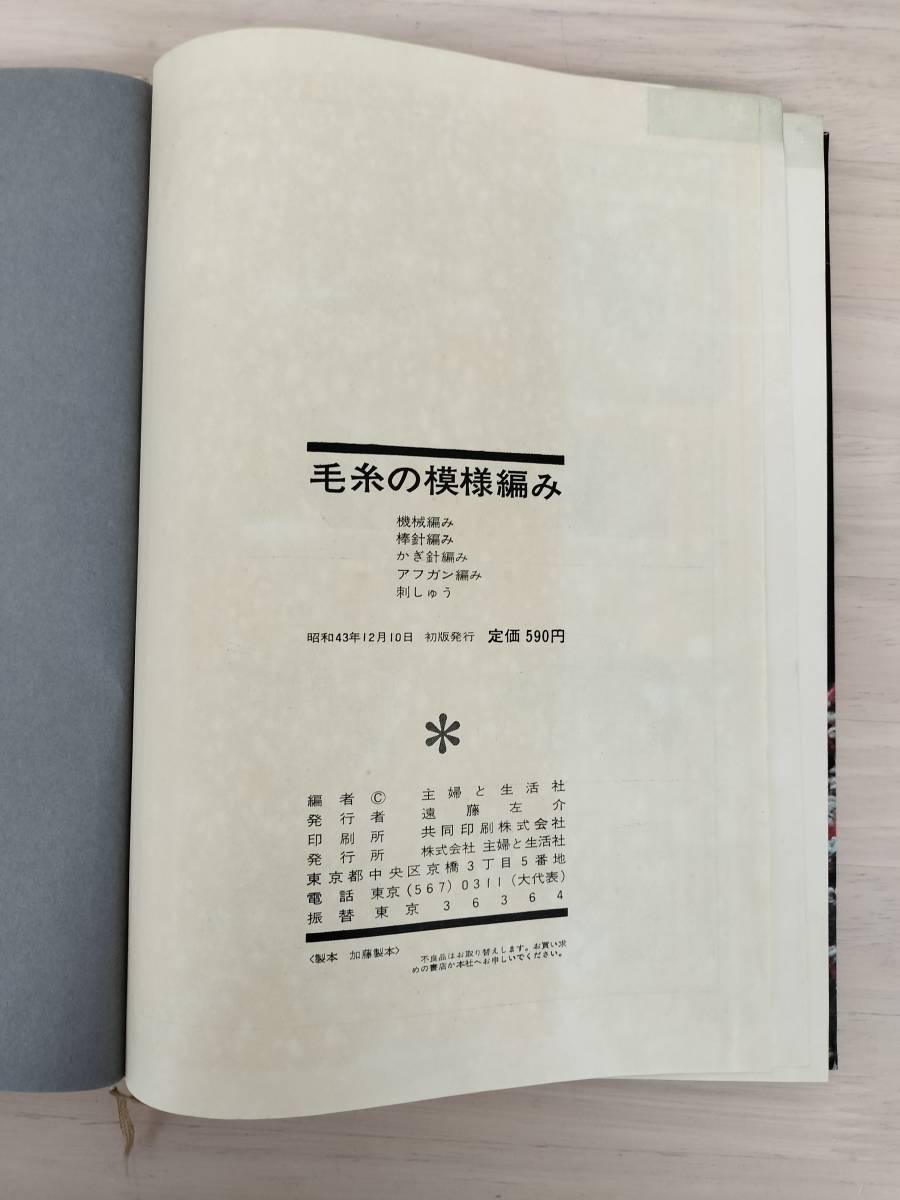 毛糸の模様編み
機械編み
棒針編み
かぎ針編み
アフガン編み
刺しゅう
昭和43年12月10日 初版発行 定価590円
＊
編者Ⓒ 主婦と生活社
発行者 遠藤左介
印刷所 共同印刷株式会社
発行所 株式会社 主婦と生活社
東京都中央区京橋3丁目5番地
電話 東京(567)0311(大代表)
振替東京36364
〈製本 加藤製本〉
不良品はお取り替えします。お買い求
めの書店か本社へお申しいでください。